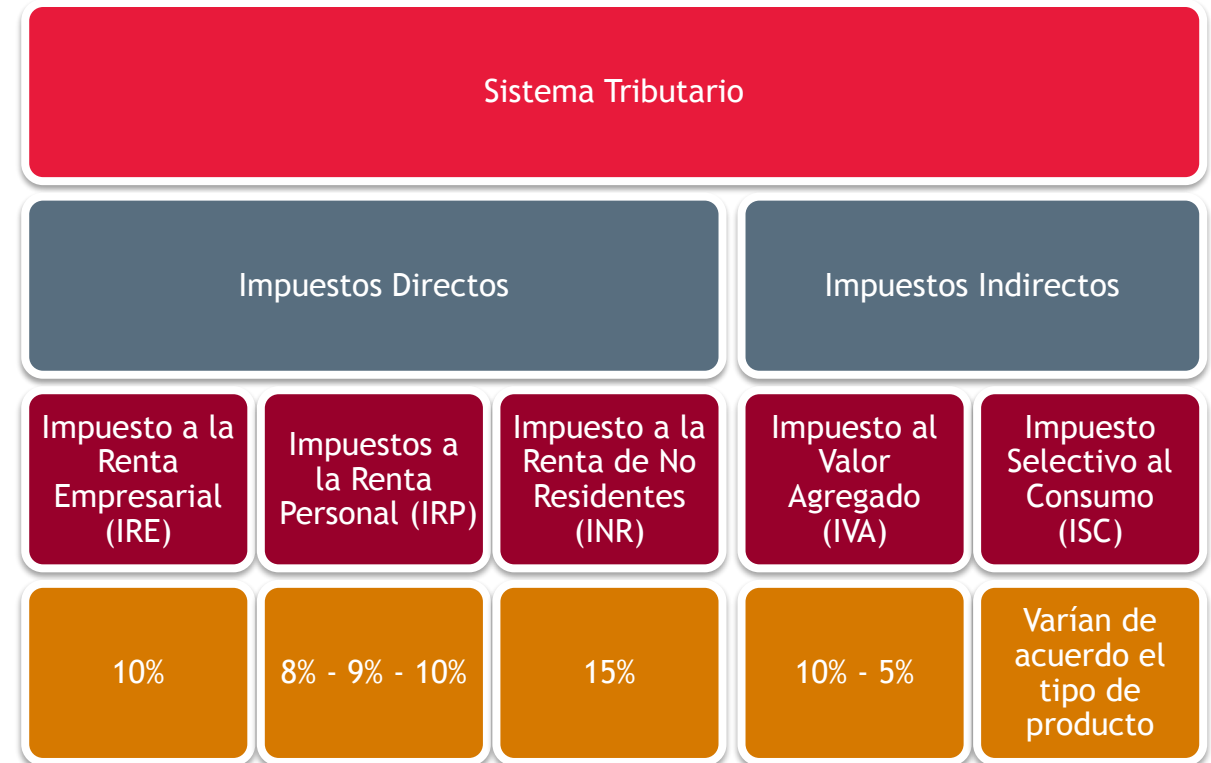 Sistema Tributario
Impuestos Directos
Impuestos Indirectos
Impuesto a la
Renta
Empresarial
(IRE)
Impuestos a
la Renta
Personal (IRP)
Impuesto a la
Renta de No
Residentes
(INR)
Impuesto al
Valor
Agregado
(IVA)
Impuesto
Selectivo al
Consumo
(ISC)
10%
8% - 9% - 10%
15%
10% - 5%
Varían de
acuerdo el
tipo de
producto